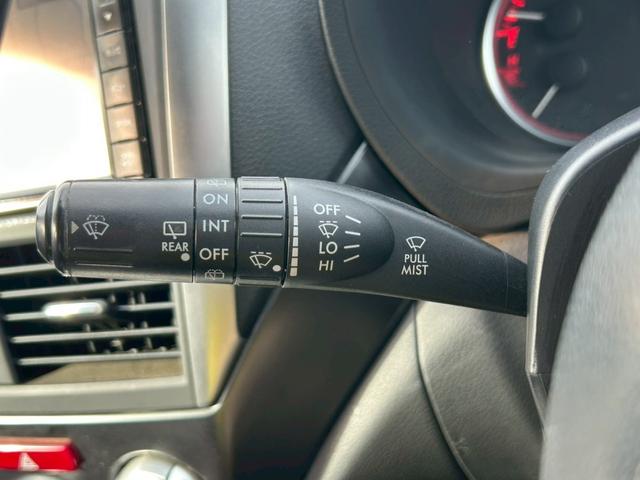 REAR
ON
INT
OFF
OFF
LO
HI
PULL
MIST